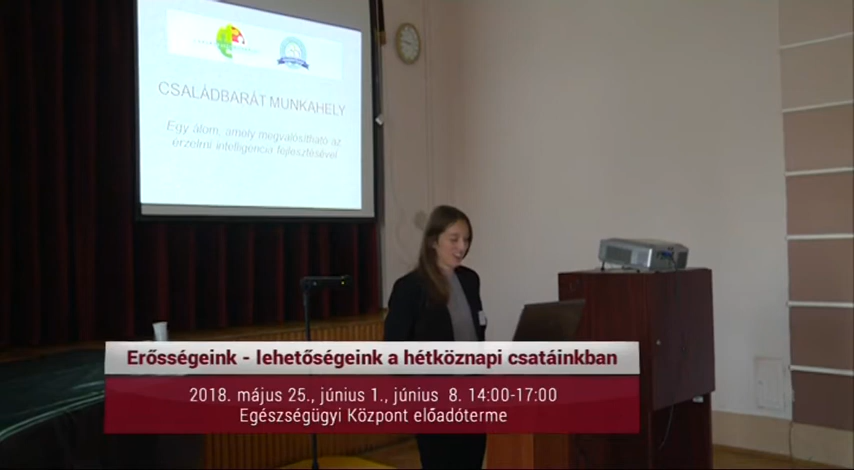 CSALÁDBARÁT MUNKAHELY
Egy álom, amely megvalósítható az
érzelmi intelligencia fejlesztésével
Erősségeink - lehetőségeink a hétköznapi csatáinkban
2018. május 25., június 1., június 8. 14:00-17:00
Egészségügyi Központ előadóterme